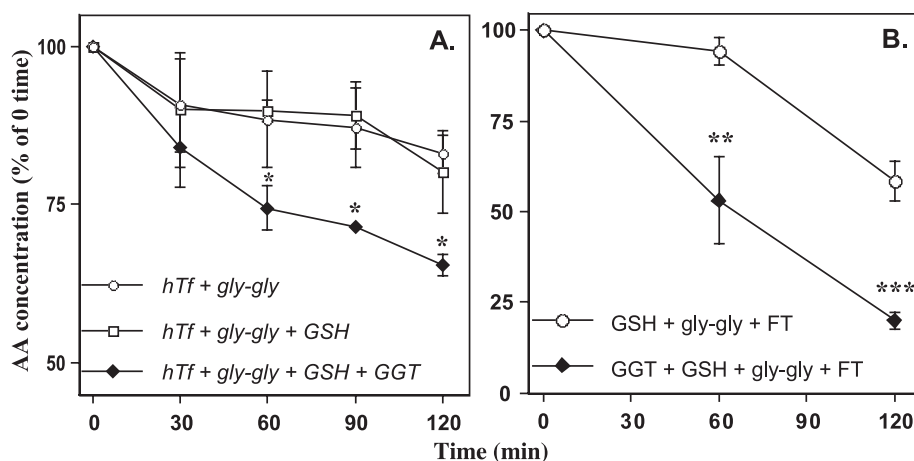 AA concentration (% of 0 time)
A.
100
75
50
*
*
*
hTf + gly-gly
hTf + gly-gly + GSH
hTf + gly-gly + GSH + GGT
0 30 60 90 120
B.
100
75
50
25
0
**
***
GSH + gly-gly + FT
GGT + GSH + gly-gly + FT
0 30 60 90 120
Time (min)